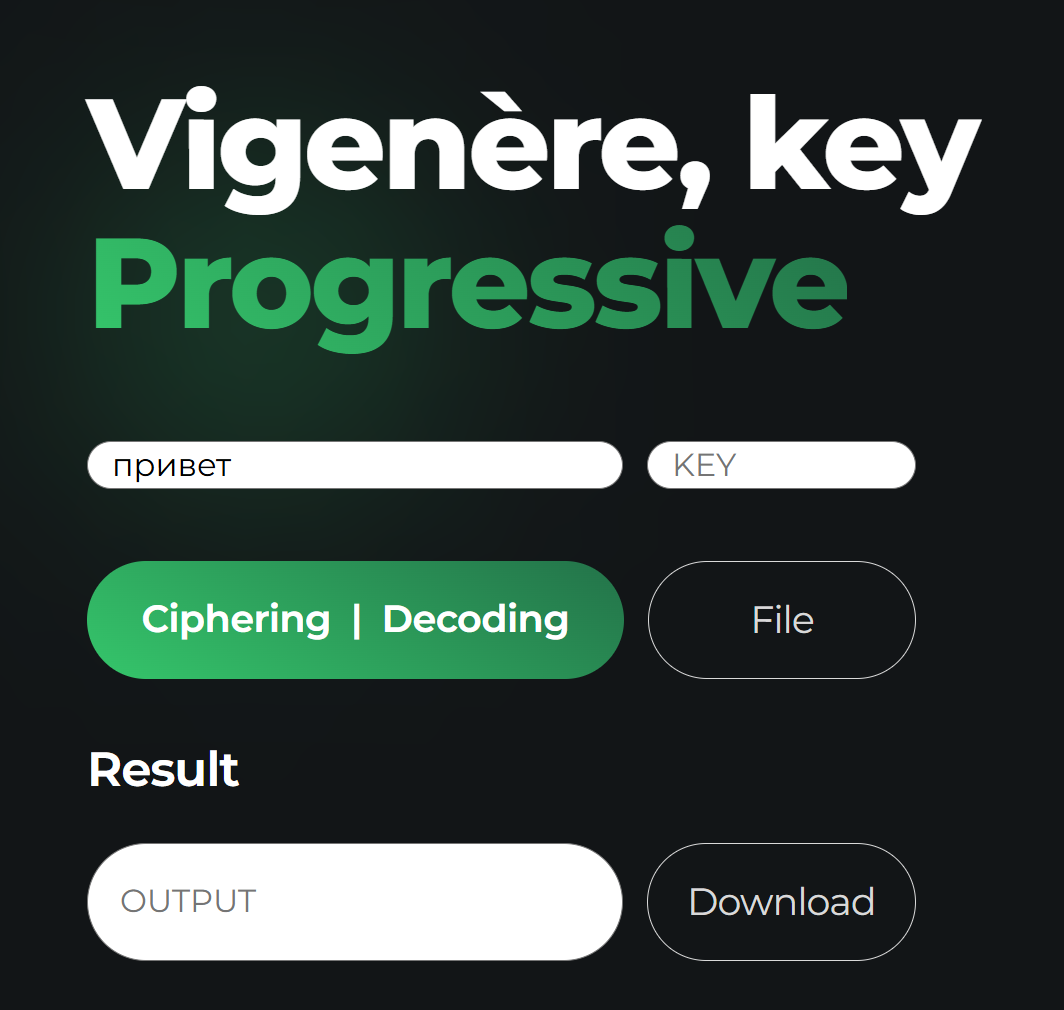 Vigenère, key
Progressive
привет
KEY
Ciphering | Decoding
File
Result
OUTPUT
Download